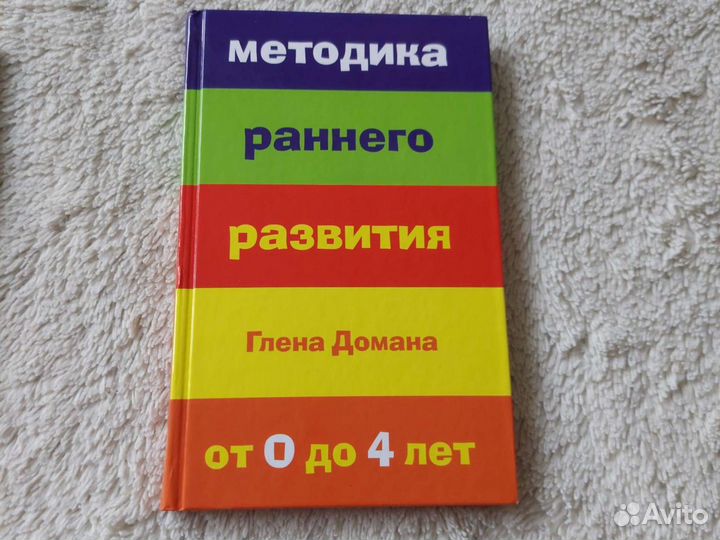 методика
раннего
развития
Глена Домана
от 0 до 4 лет
Avito